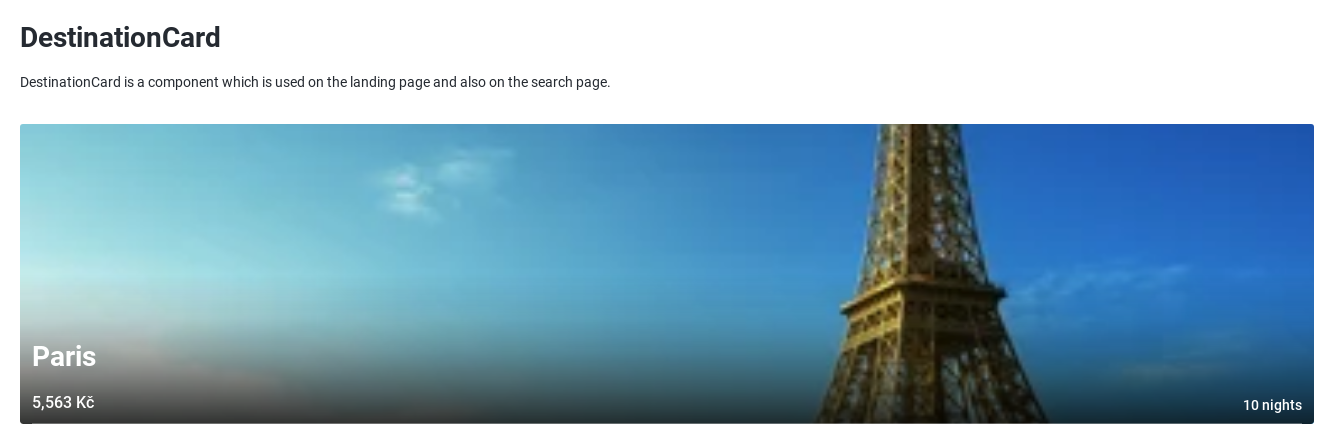 DestinationCard
DestinationCard is a component which is used on the landing page and also on the search page.
Paris
5,563 Kč
10 nights